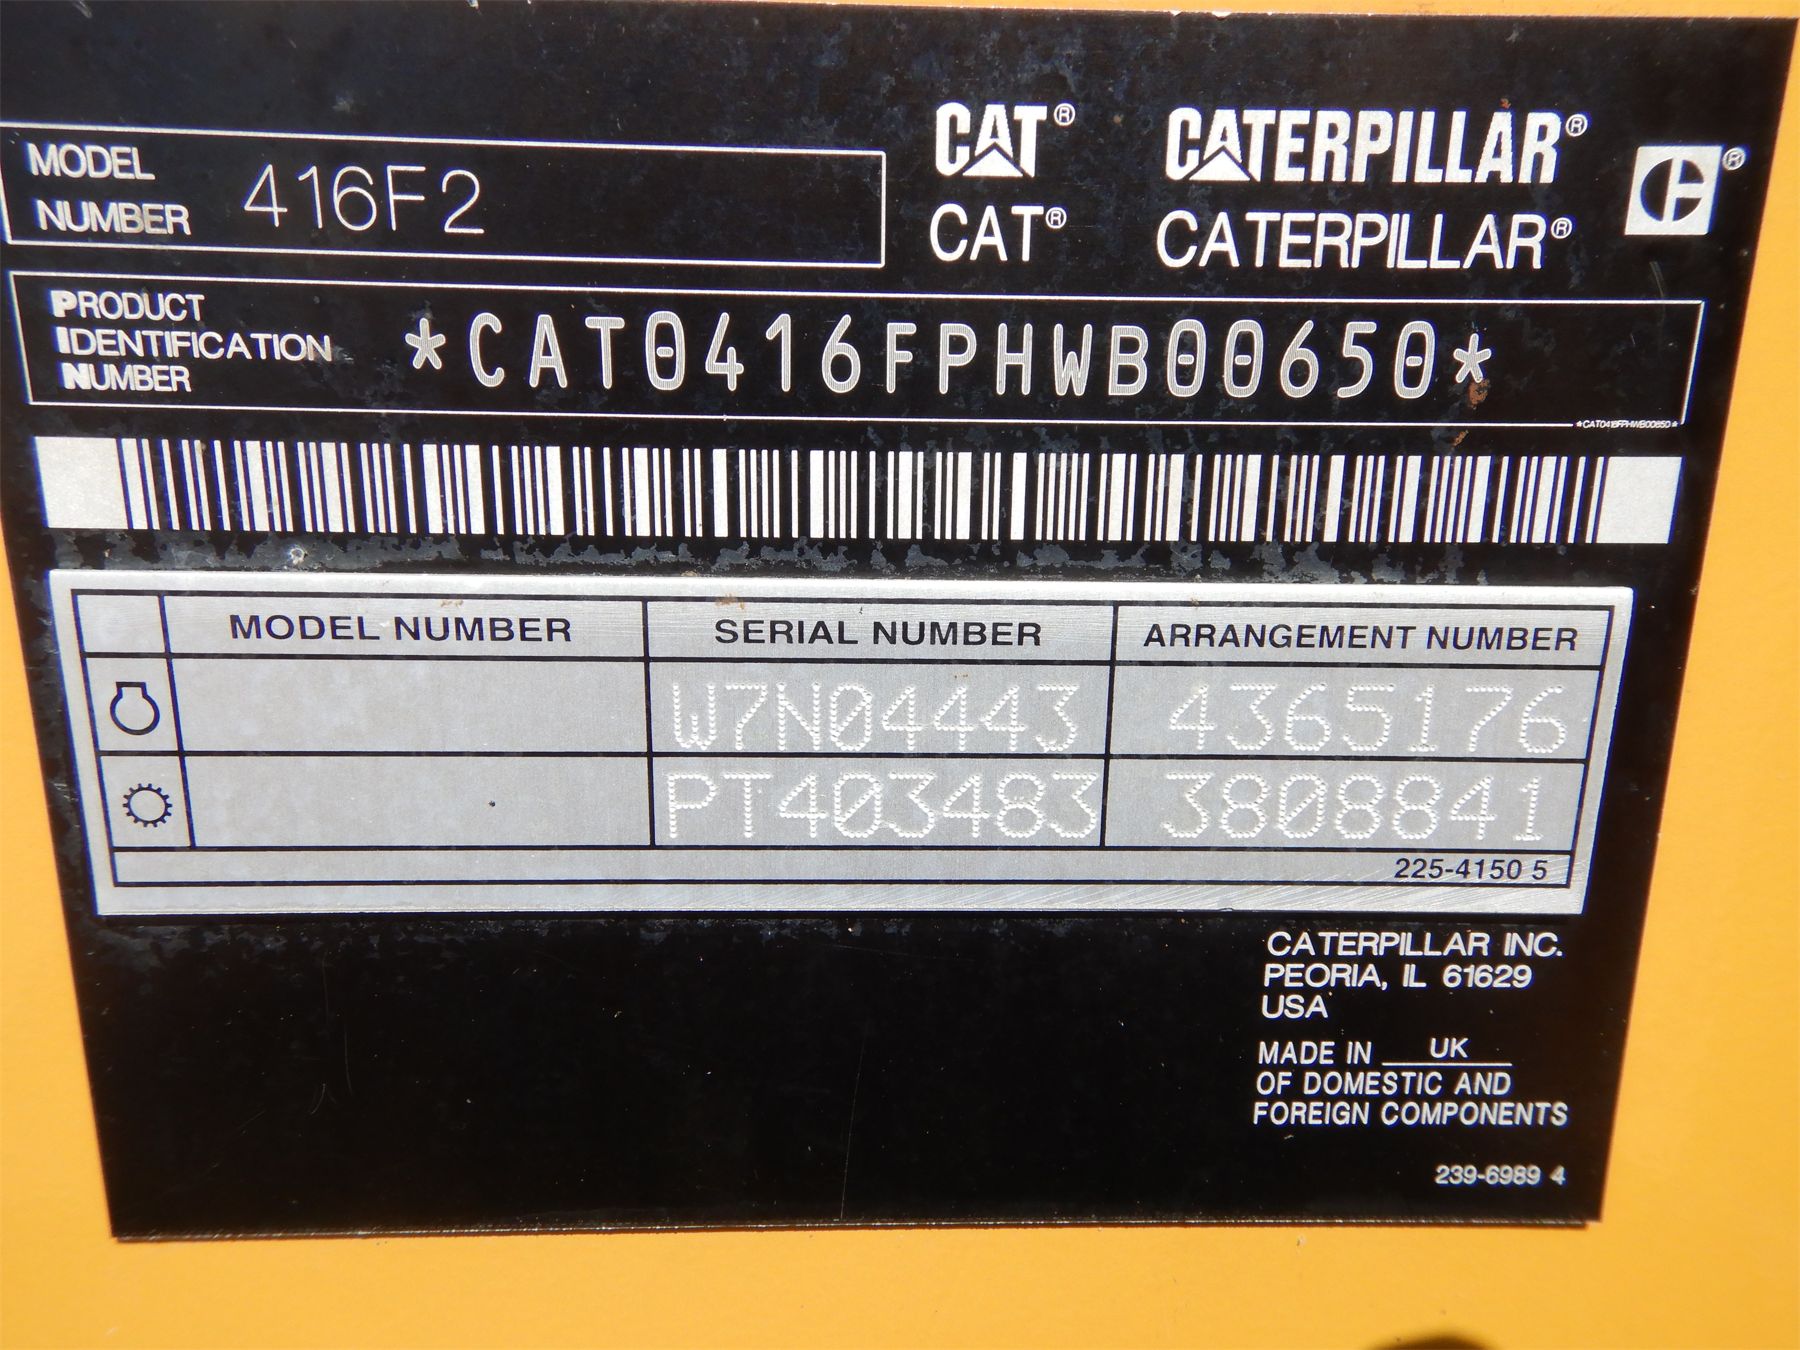 CAT® CATERPILLAR® ®
CAT® CATERPILLAR®
MODEL
NUMBER 416F2
PRODUCT
IDENTIFICATION
NUMBER
*CAT0416FPHWB00650*
*CAT0416FPHWB00650*
MODEL NUMBER SERIAL NUMBER ARRANGEMENT NUMBER
W7N04443 4365176
PT403483 3808841
225-4150 5
CATERPILLAR INC.
PEORIA, IL 61629
USA
MADE IN UK
OF DOMESTIC AND
FOREIGN COMPONENTS
239-6989 4